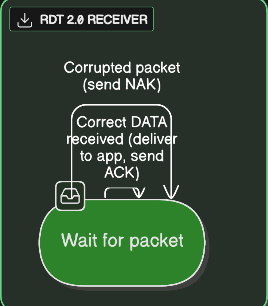 RDT 2.0 RECEIVER
Corrupted packet
(send NAK)
Correct DATA
received (deliver
to app, send
ACK)
Wait for packet